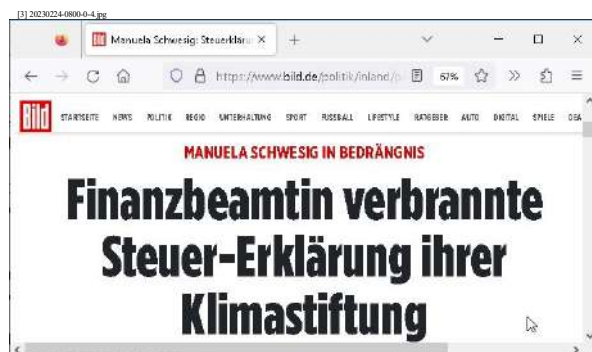 [3] 20230224-0800-0-4.jpg
Manuela Schwesig: Steuerklärur
https://www.bild.de/politik/inland/p 67%
Bild STARTSEITE NEWS POLITIK REGIO UNTERHALTUNG SPORT FUSSBALL LIFESTYLE RATGEBER AUTO DIGITAL SPIELE DEA
MANUELA SCHWESIG IN BEDRÄNGNIS
Finanzbeamtin verbrannte
Steuer-Erklärung ihrer
Klimastiftung